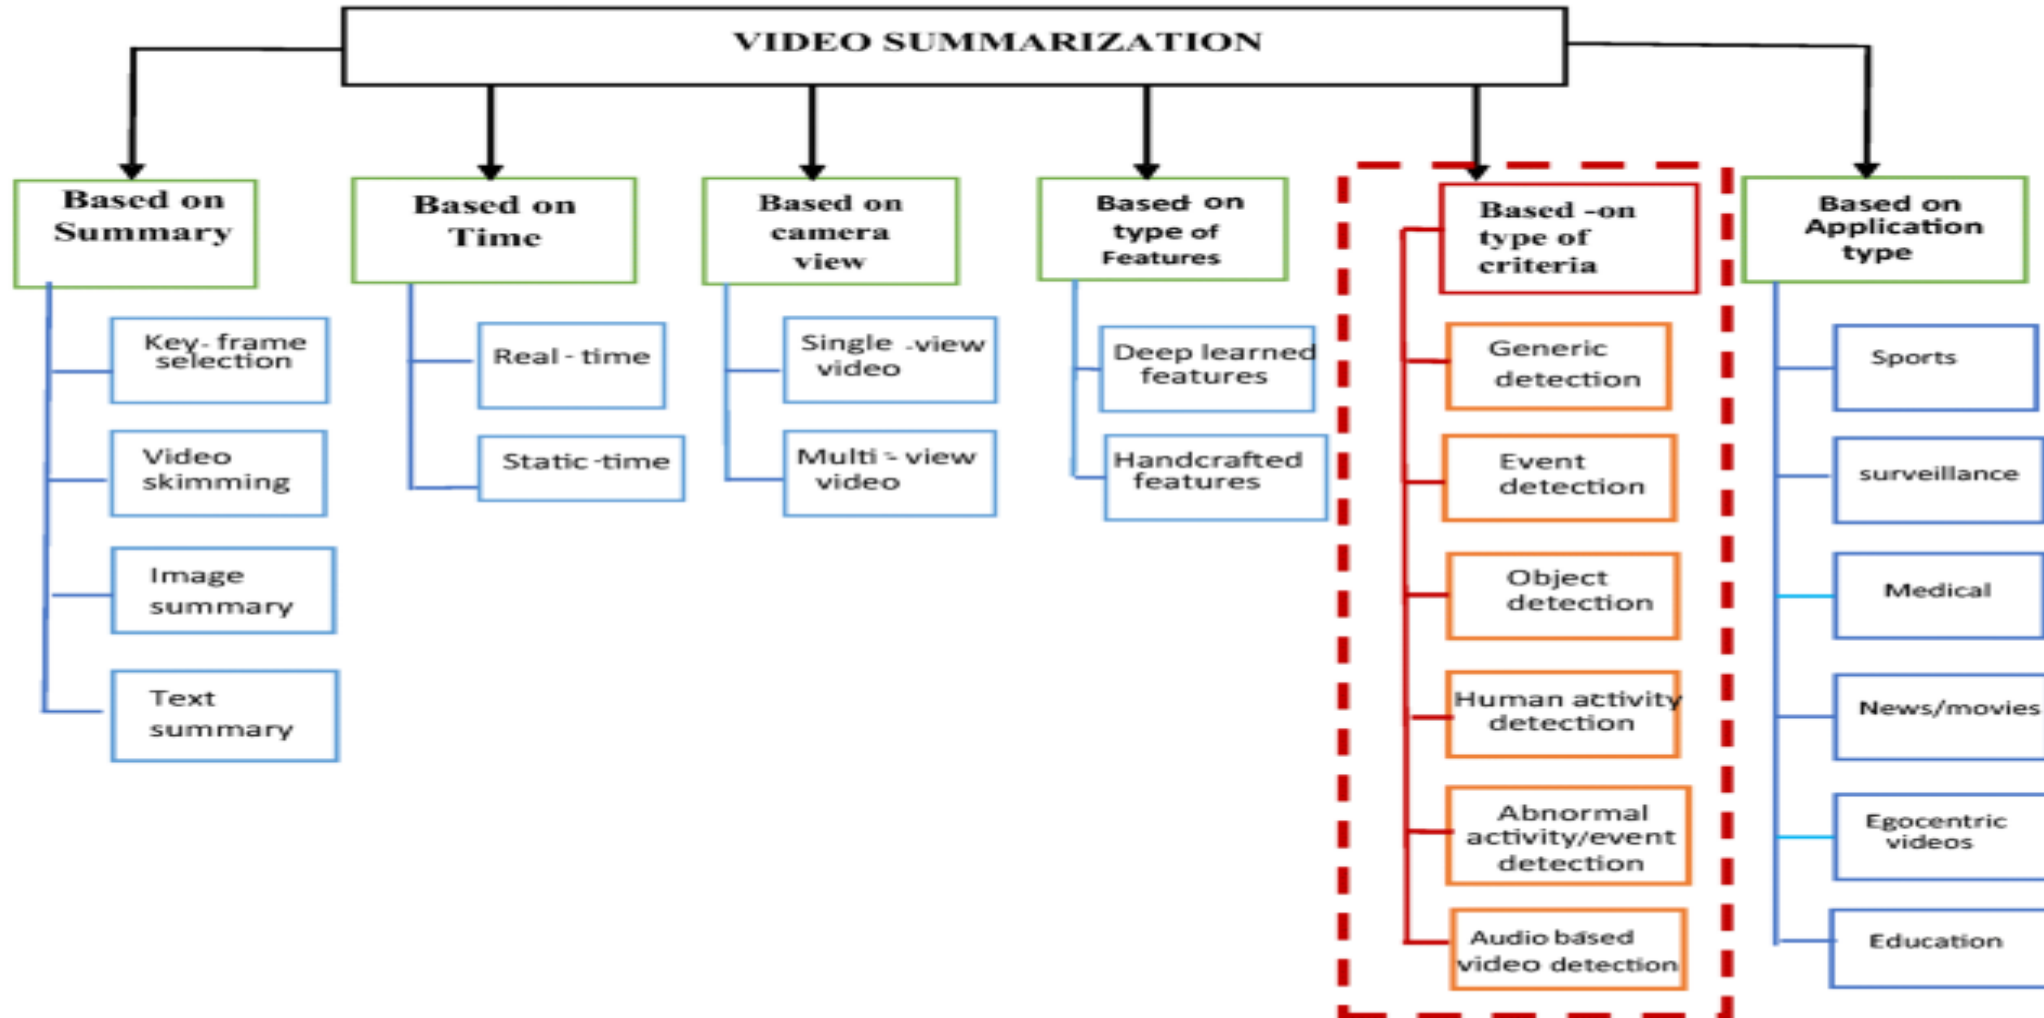 VIDEO SUMMARIZATION
Based on
Summary
Key- frame
selection
Video
skimming
Image
summary
Text
summary
Based on
Time
Real - time
Static -time
Based on
camera
view
Single -view
video
Multi - view
video
Based on
type of
Features
Deep learned
features
Handcrafted
features
Based -on
type of
criteria
Generic
detection
Event
detection
Object
detection
Human activity
detection
Abnormal
activity/event
detection
Audio based
video detection
Based on
Application
type
Sports
surveillance
Medical
News/movies
Egocentric
videos
Education